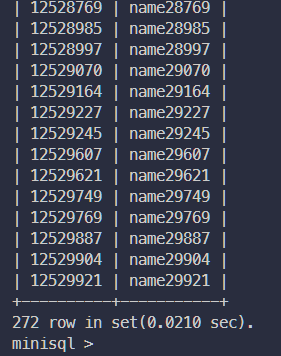 | 12528769 | name28769 |
| 12528985 | name28985 |
| 12528997 | name28997 |
| 12529070 | name29070 |
| 12529164 | name29164 |
| 12529227 | name29227 |
| 12529245 | name29245 |
| 12529607 | name29607 |
| 12529621 | name29621 |
| 12529749 | name29749 |
| 12529769 | name29769 |
| 12529887 | name29887 |
| 12529904 | name29904 |
| 12529921 | name29921 |
+----------+-----------+
272 row in set(0.0210 sec).
minisql >